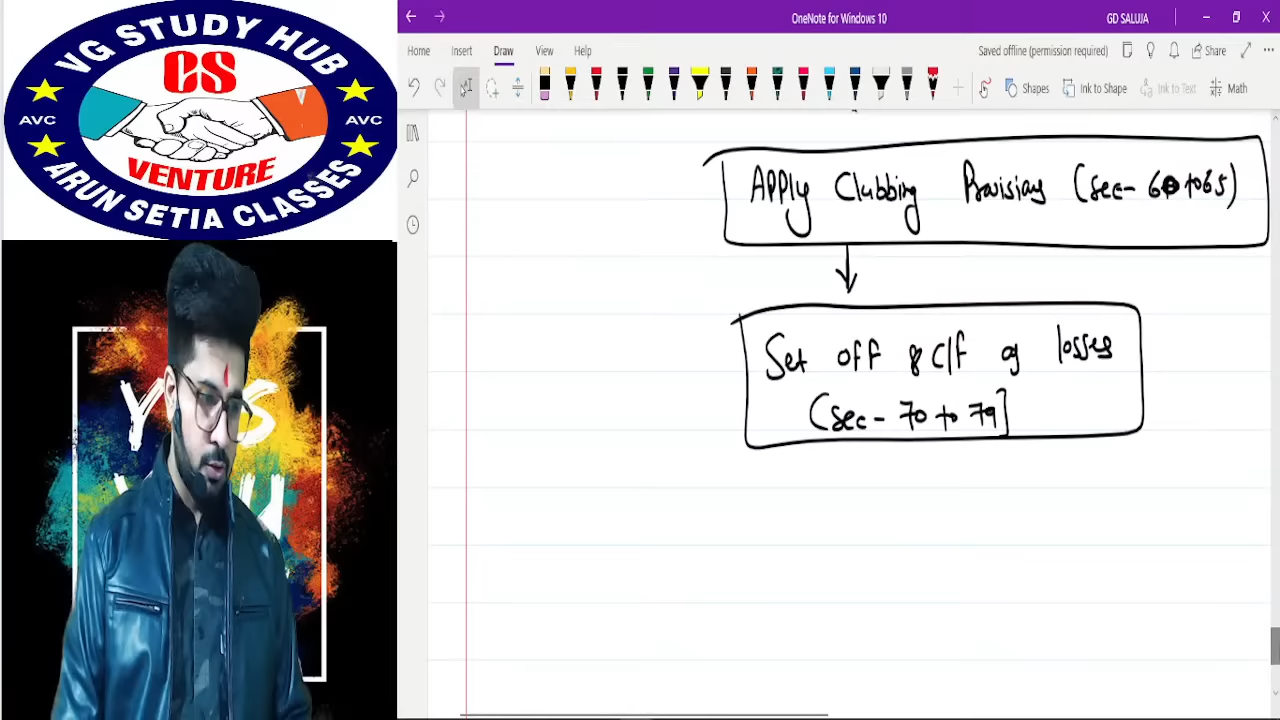 VG STUDY HUB
CS
AVC
AVC
VENTURE
ARUN SETIA CLASSES
OneNote for Windows 10
GD SALUJA
Home
Insert
Draw
View
Help
Saved offline (permission required)
Share
Shapes
Ink to Shape
Ink to Text
Math
Apply Clubbing Provisions (Sec- 60 to 65)
Set off & C/f of losses
(Sec - 70 to 79]